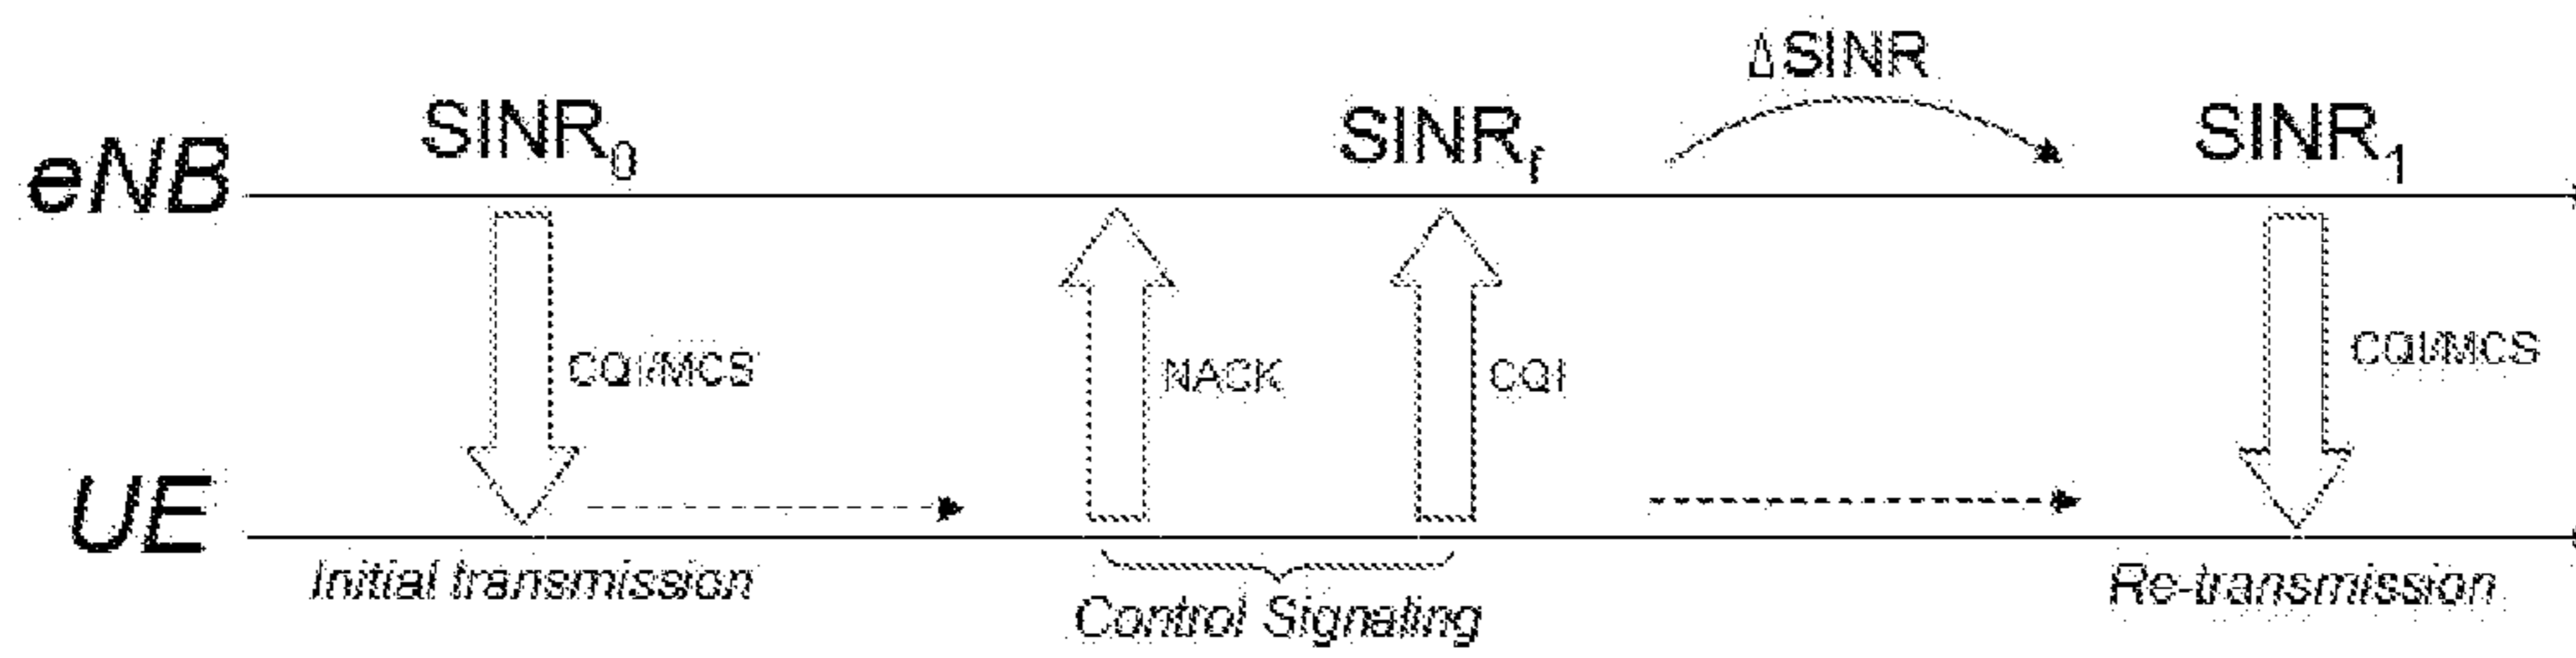 ΔSINR
SINR₀ SINRf SINR₁
eNB
CQI/MCS NACK CQI CQI/MCS
UE
Initial transmission Control Signaling Re-transmission